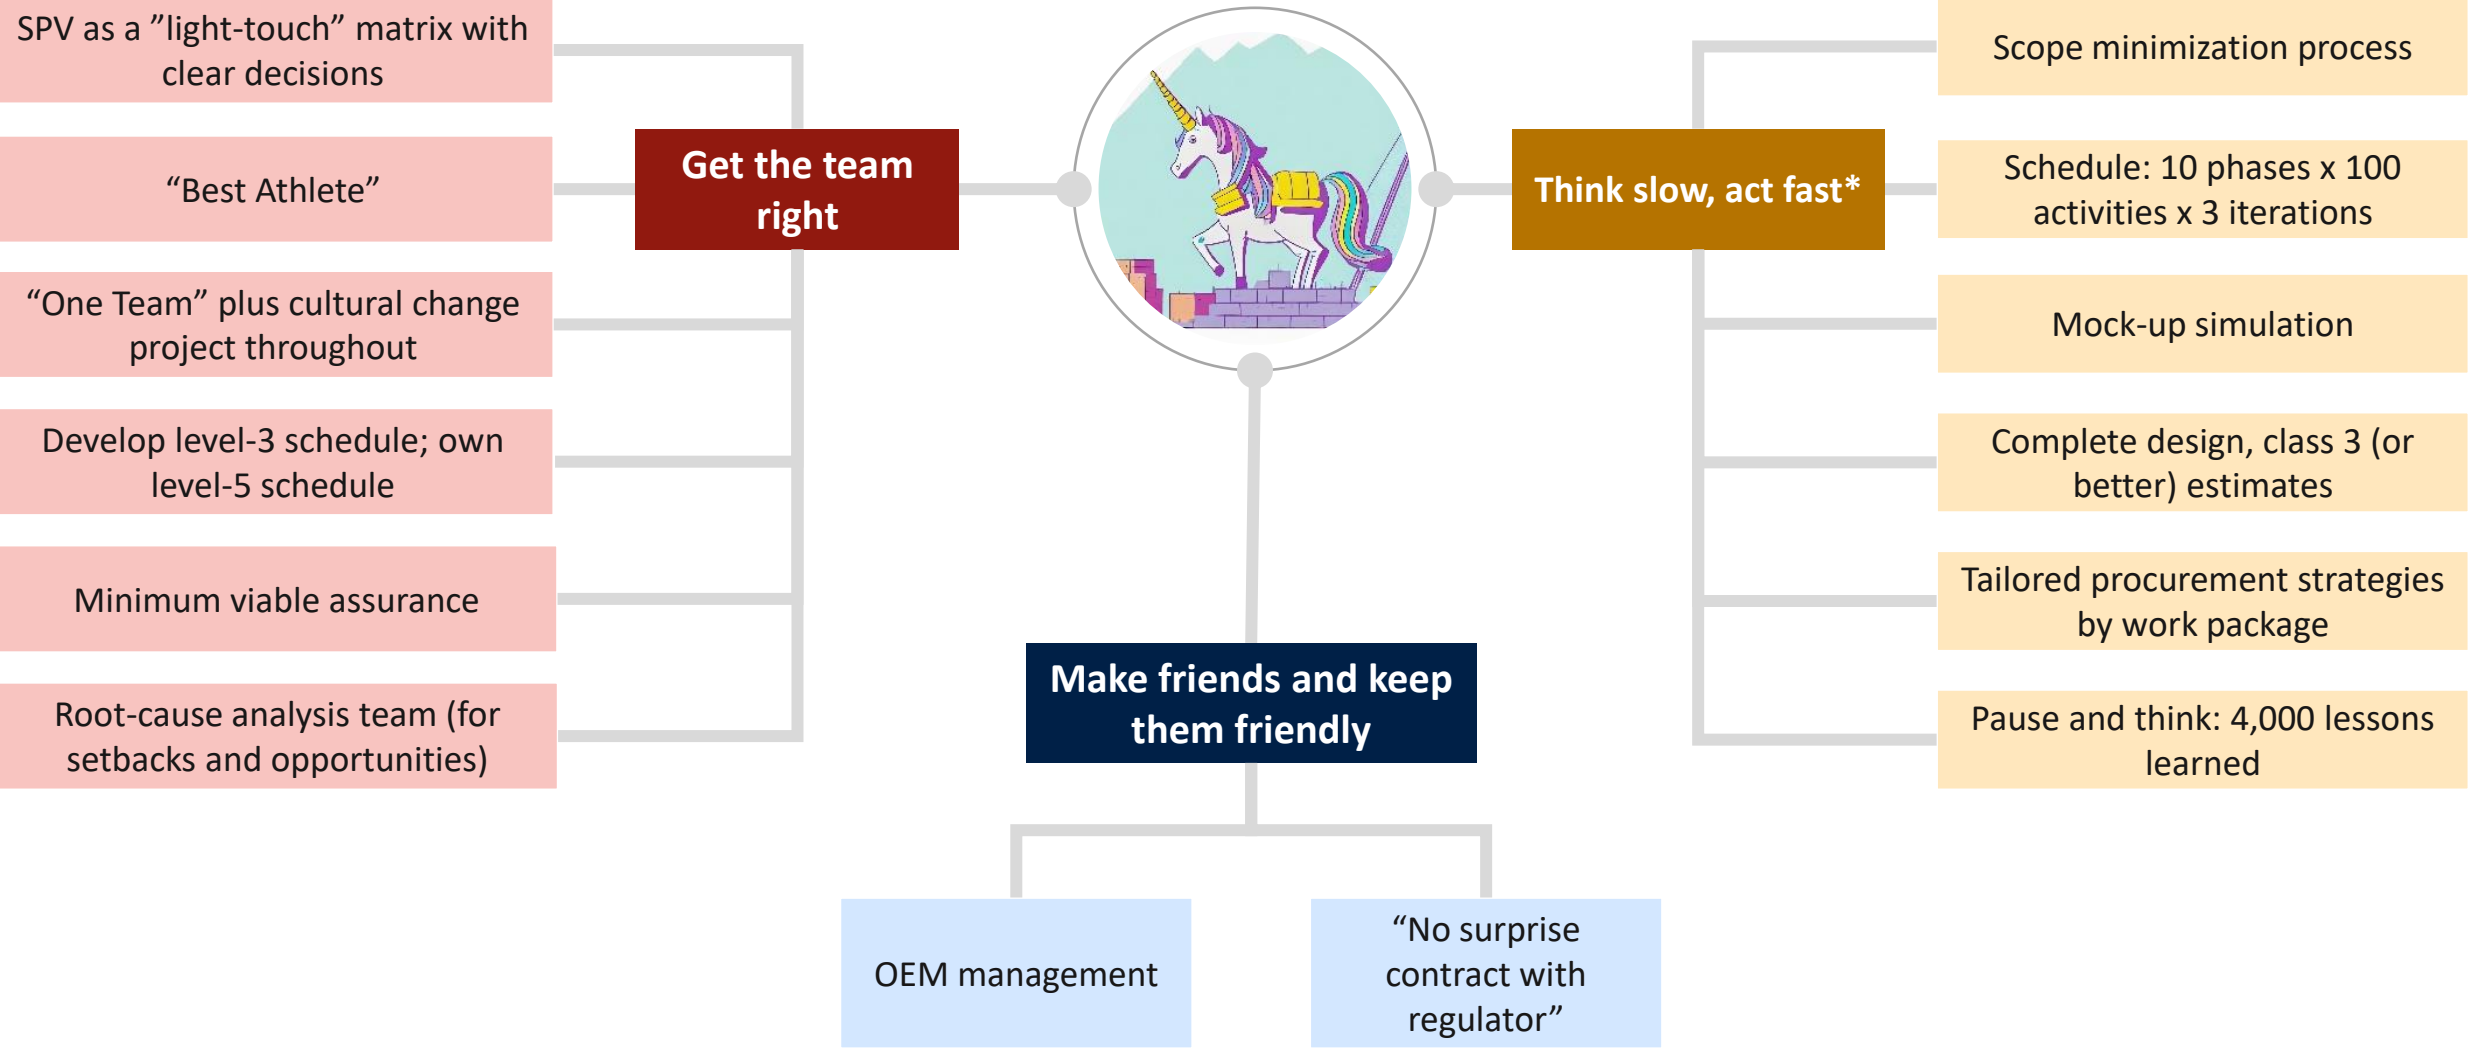 SPV as a ”light-touch” matrix with
clear decisions
“Best Athlete”
“One Team” plus cultural change
project throughout
Develop level-3 schedule; own
level-5 schedule
Minimum viable assurance
Root-cause analysis team (for
setbacks and opportunities)
Get the team
right
Think slow, act fast*
Scope minimization process
Schedule: 10 phases x 100
activities x 3 iterations
Mock-up simulation
Complete design, class 3 (or
better) estimates
Tailored procurement strategies
by work package
Pause and think: 4,000 lessons
learned
Make friends and keep
them friendly
OEM management
“No surprise
contract with
regulator”